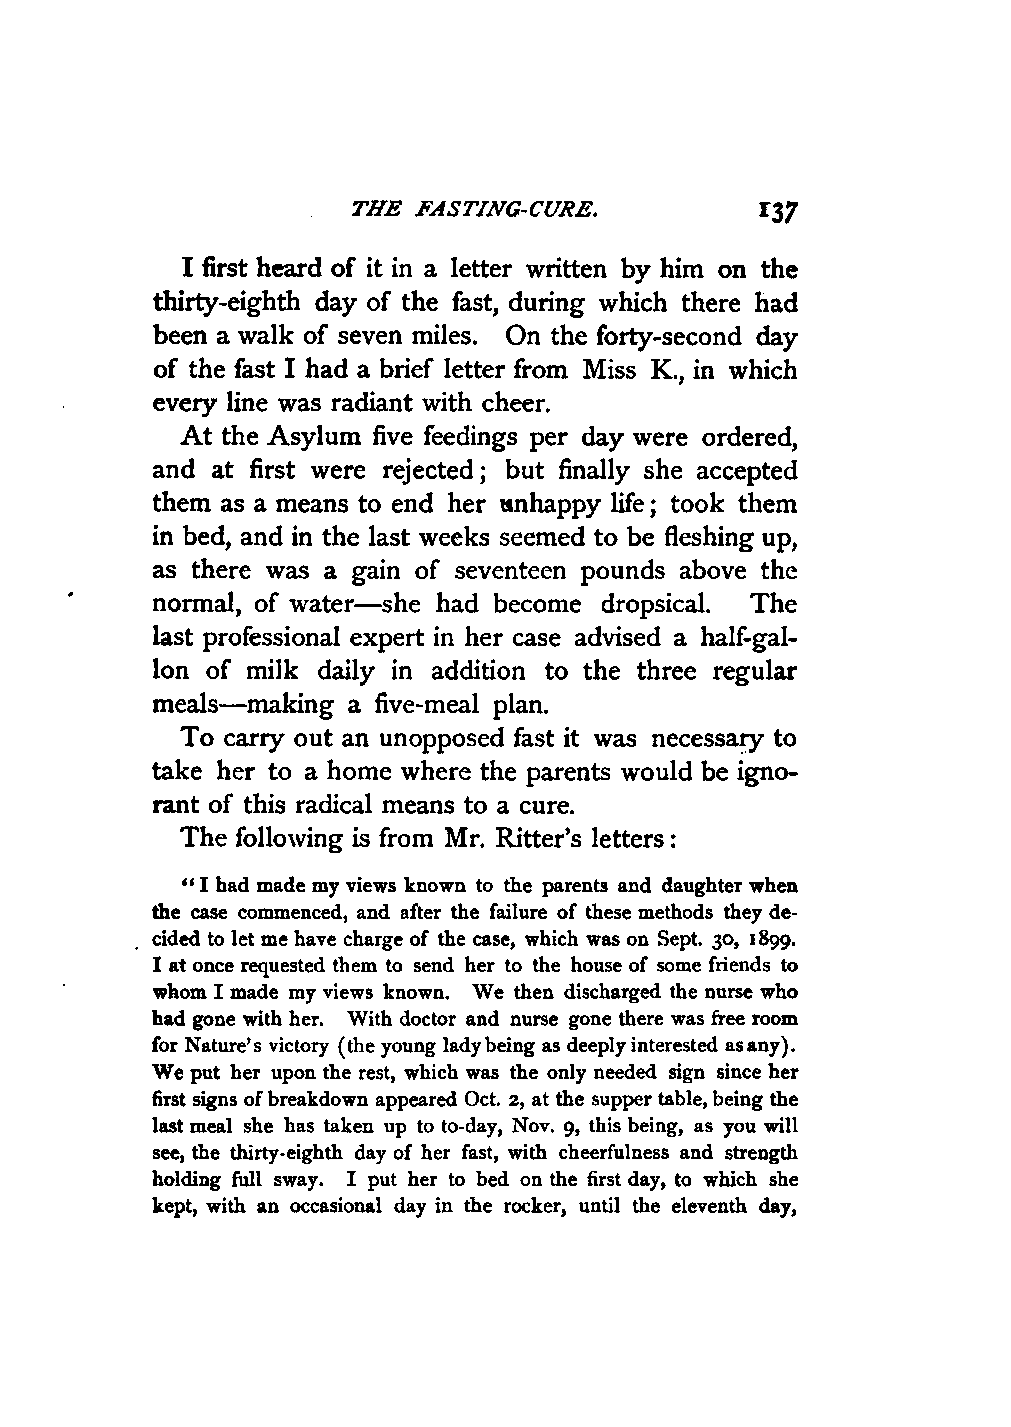 THE FASTING-CURE. 137
I first heard of it in a letter written by him on the
thirty-eighth day of the fast, during which there had
been a walk of seven miles. On the forty-second day
of the fast I had a brief letter from Miss K., in which
every line was radiant with cheer.
At the Asylum five feedings per day were ordered,
and at first were rejected; but finally she accepted
them as a means to end her unhappy life; took them
in bed, and in the last weeks seemed to be fleshing up,
as there was a gain of seventeen pounds above the
normal, of water—she had become dropsical. The
last professional expert in her case advised a half-gal-
lon of milk daily in addition to the three regular
meals—making a five-meal plan.
To carry out an unopposed fast it was necessary to
take her to a home where the parents would be igno-
rant of this radical means to a cure.
The following is from Mr. Ritter's letters:
"I had made my views known to the parents and daughter when
the case commenced, and after the failure of these methods they de-
cided to let me have charge of the case, which was on Sept. 30, 1899.
I at once requested them to send her to the house of some friends to
whom I made my views known. We then discharged the nurse who
had gone with her. With doctor and nurse gone there was free room
for Nature's victory (the young lady being as deeply interested as any).
We put her upon the rest, which was the only needed sign since her
first signs of breakdown appeared Oct. 2, at the supper table, being the
last meal she has taken up to to-day, Nov. 9, this being, as you will
see, the thirty-eighth day of her fast, with cheerfulness and strength
holding full sway. I put her to bed on the first day, to which she
kept, with an occasional day in the rocker, until the eleventh day,